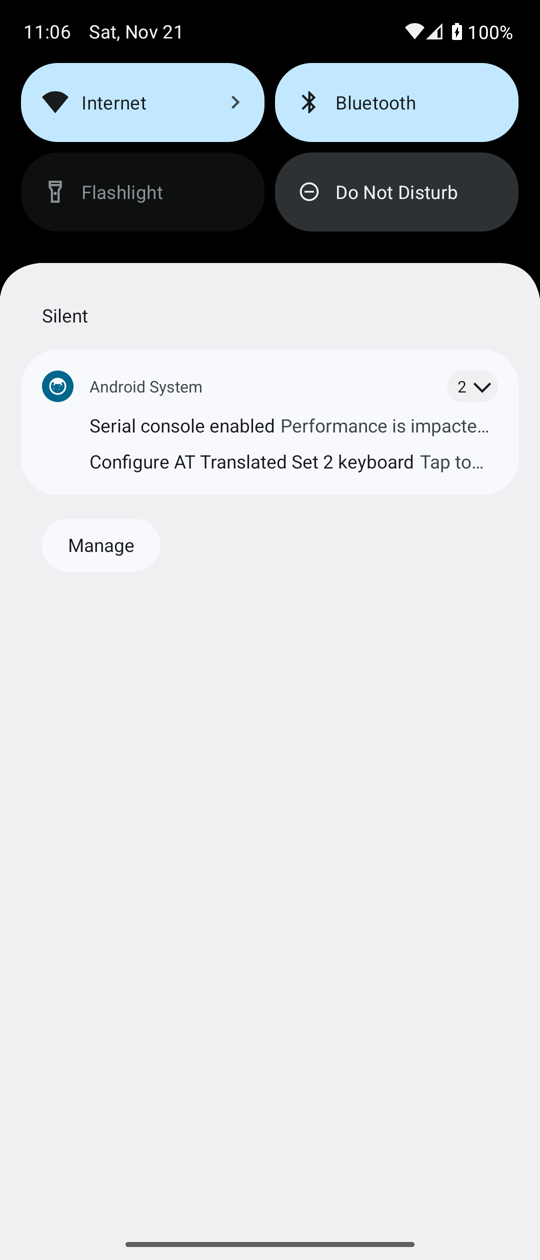 11:06 Sat, Nov 21 100%
Internet Bluetooth
Flashlight Do Not Disturb
Silent
Android System 2
Serial console enabled Performance is impacte…
Configure AT Translated Set 2 keyboard Tap to…
Manage